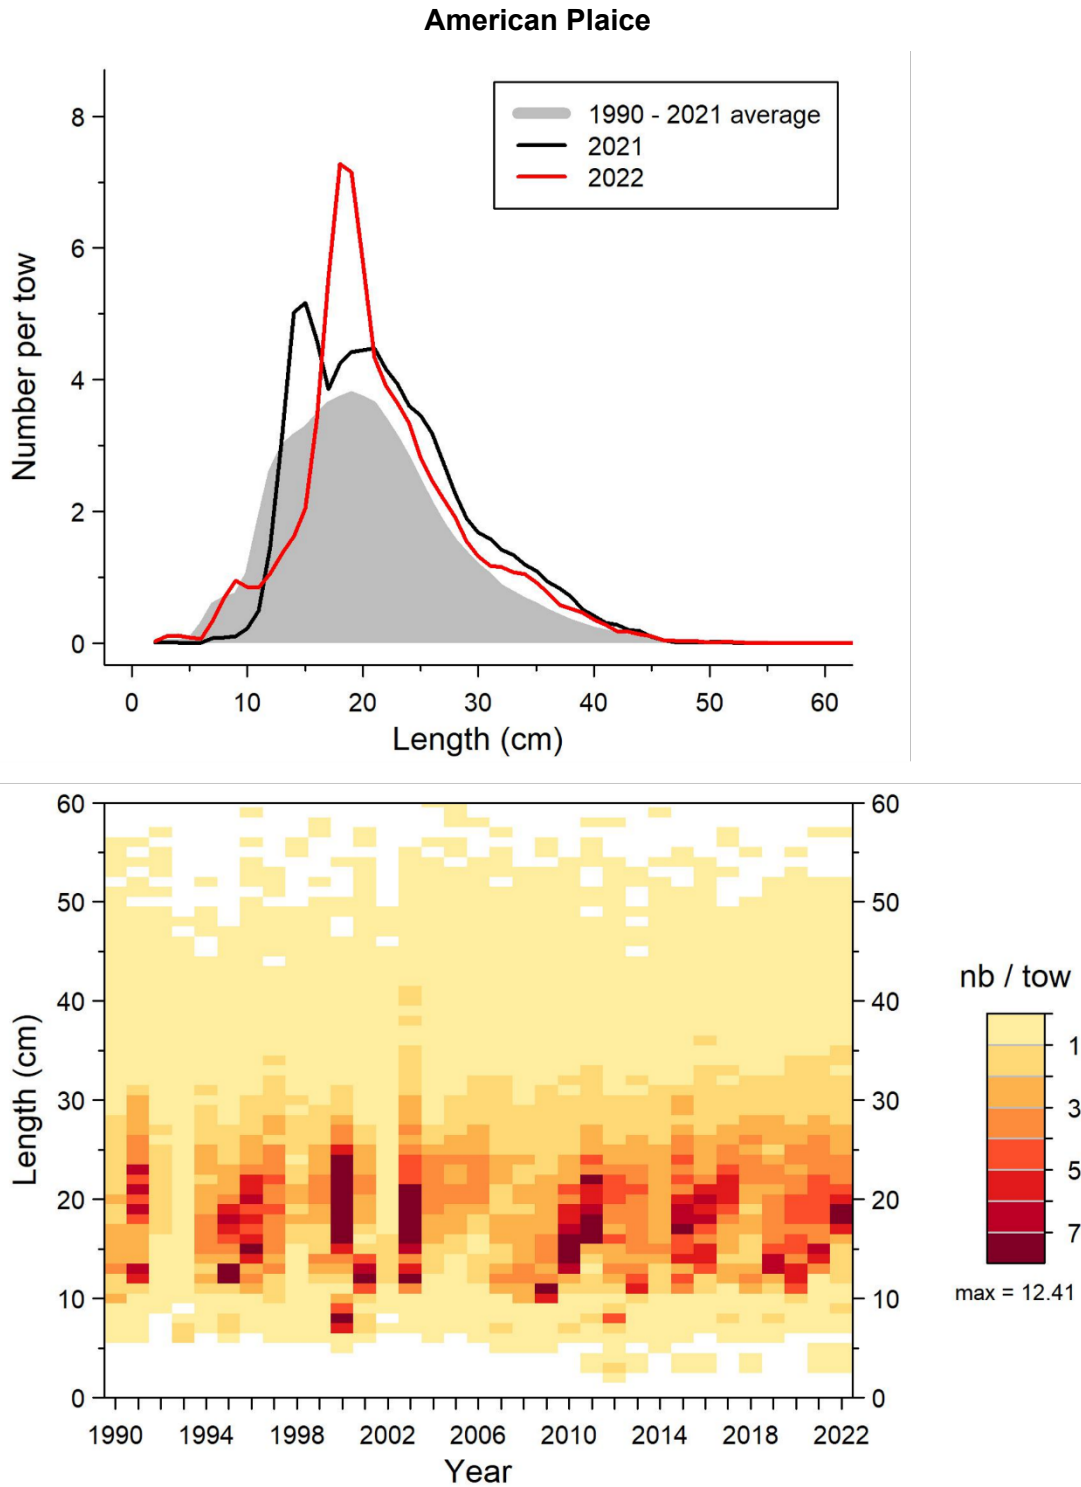 American Plaice
8
6
4
2
0
Number per tow
1990 - 2021 average
2021
2022
0 10 20 30 40 50 60
Length (cm)
60 60
50 50
40 40
30 30
20 20
10 10
0 0
Length (cm)
1990 1994 1998 2002 2006 2010 2014 2018 2022
Year
nb / tow
1
3
5
7
max = 12.41